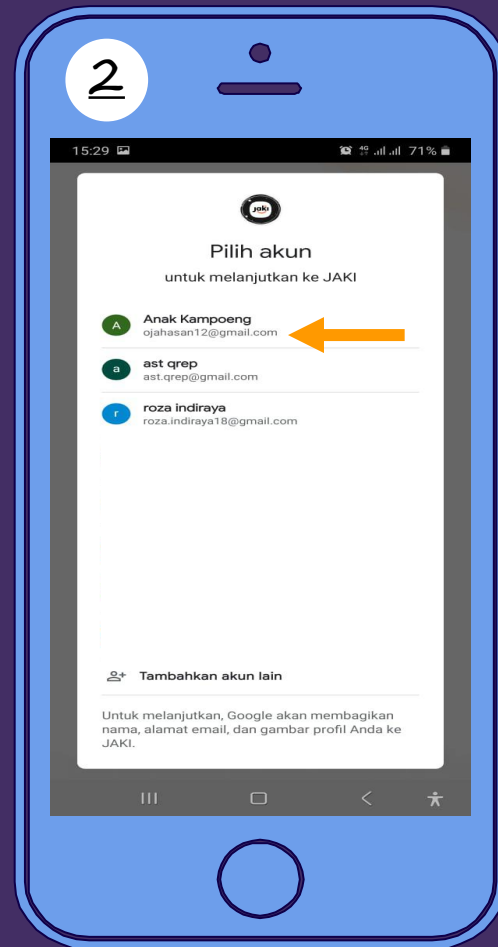 2
15:29 4G 71%
jaki
Pilih akun
untuk melanjutkan ke JAKI
A Anak Kampoeng
ojahasan12@gmail.com
a ast qrep
ast.qrep@gmail.com
r roza indiraya
roza.indiraya18@gmail.com
Tambahkan akun lain
Untuk melanjutkan, Google akan membagikan
nama, alamat email, dan gambar profil Anda ke
JAKI.